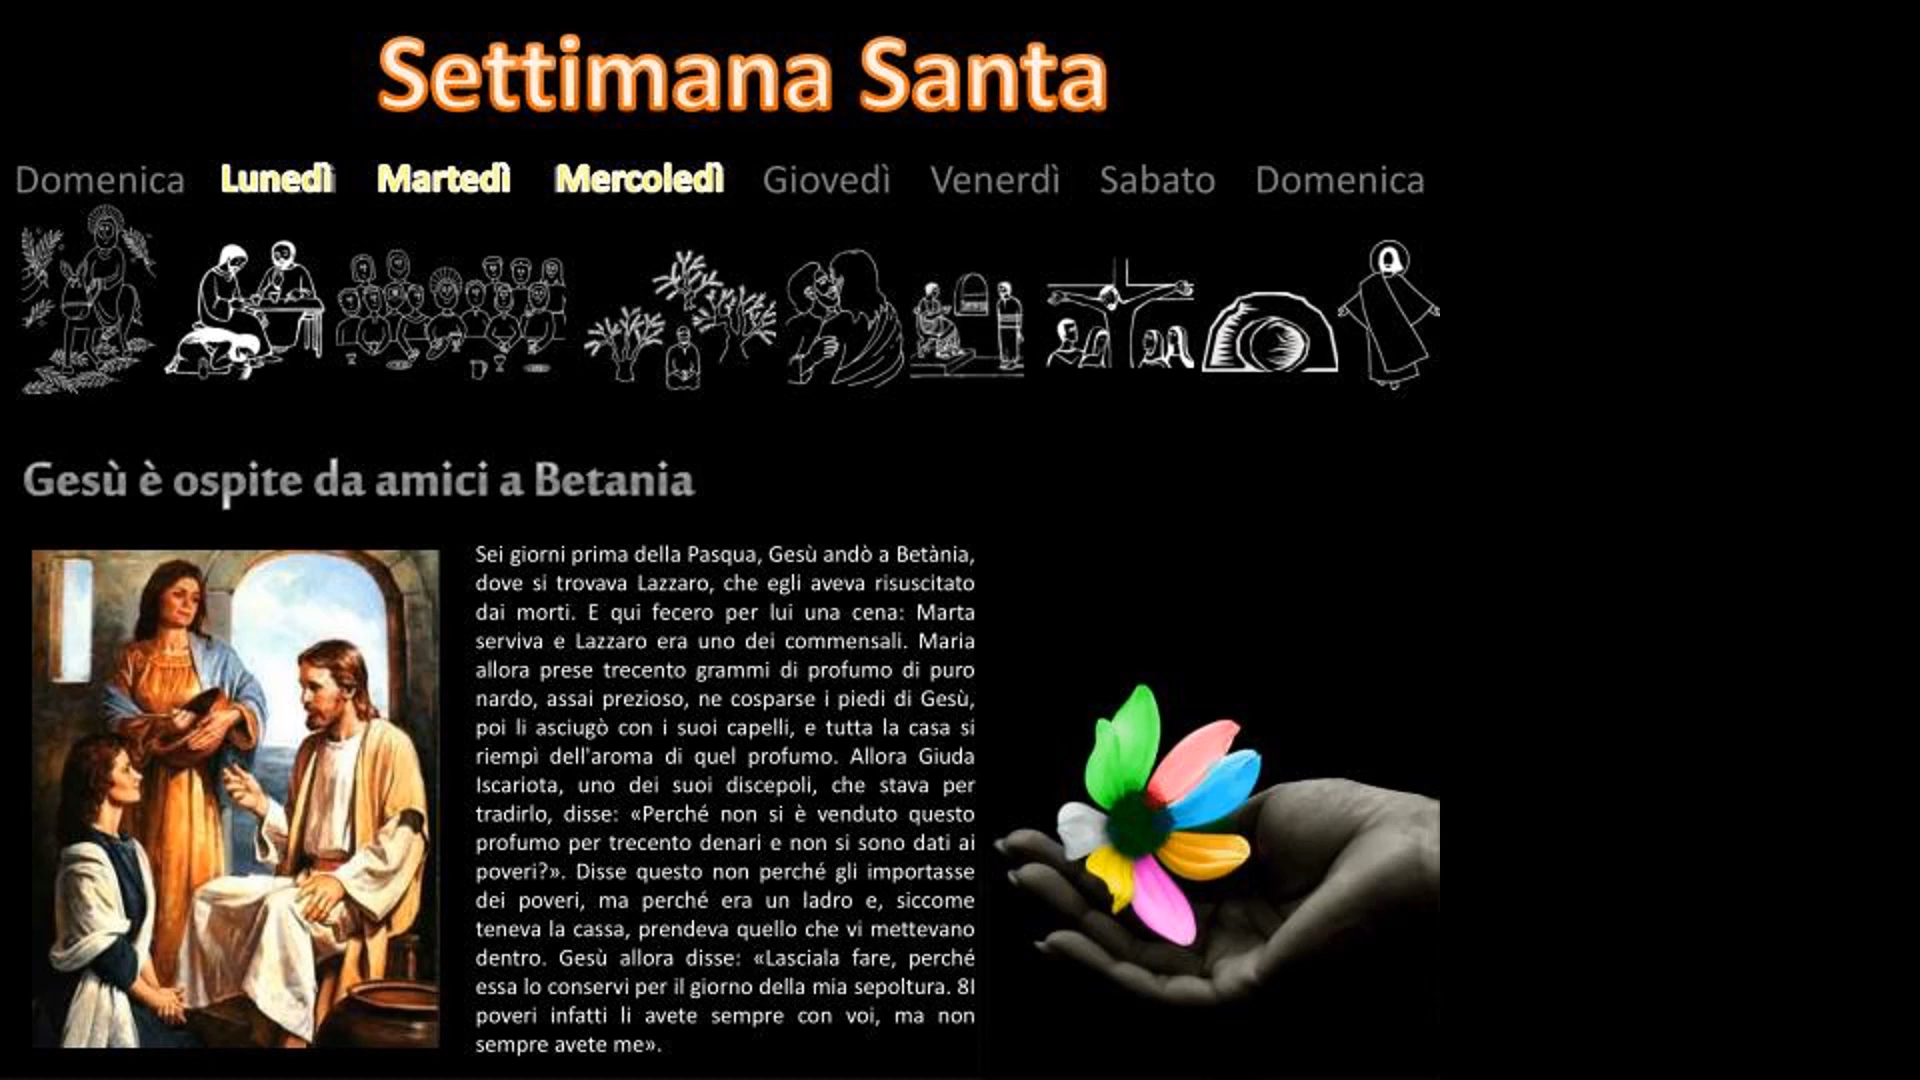 Settimana Santa
Domenica Lunedì Martedì Mercoledì Giovedì Venerdì Sabato Domenica
Gesù è ospite da amici a Betania
Sei giorni prima della Pasqua, Gesù andò a Betània,
dove si trovava Lazzaro, che egli aveva risuscitato
dai morti. E qui fecero per lui una cena: Marta
serviva e Lazzaro era uno dei commensali. Maria
allora prese trecento grammi di profumo di puro
nardo, assai prezioso, ne cosparse i piedi di Gesù,
poi li asciugò con i suoi capelli, e tutta la casa si
riempì dell'aroma di quel profumo. Allora Giuda
Iscariota, uno dei suoi discepoli, che stava per
tradirlo, disse: «Perché non si è venduto questo
profumo per trecento denari e non si sono dati ai
poveri?». Disse questo non perché gli importasse
dei poveri, ma perché era un ladro e, siccome
teneva la cassa, prendeva quello che vi mettevano
dentro. Gesù allora disse: «Lasciala fare, perché
essa lo conservi per il giorno della mia sepoltura. 8I
poveri infatti li avete sempre con voi, ma non
sempre avete me».